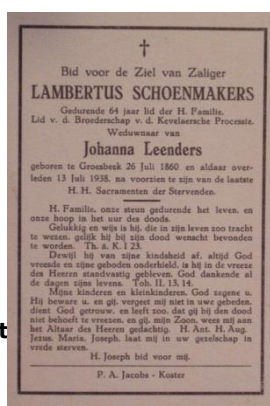 Bid voor de Ziel van Zaliger
LAMBERTUS SCHOENMAKERS
Gedurende 64 jaar lid der H. Familie.
Lid v. d. Broederschap v. d. Kevelaersche Processie.
Weduwnaar van
Johanna Leenders
geboren te Groesbeek 26 Juli 1860 en aldaar over-
leden 13 Juli 1938. na voorzien te zijn van de laatste
H. H. Sacramenten der Stervenden.
H. Familie, onze steun gedurende het leven. en
onze hoop in het uur des doods.
Gelukkig en wijs is hij, die in zijn leven zoo tracht
te wezen. gelijk hij bij zijn dood wenscht bevonden
te worden. Th. á. K. I 23.
Dewijl hij van zijne kindsheid af, altijd God
vreesde en zijne geboden onderhield. is hij in de vreeze
des Heeren standvastig gebleven. God dankende al
de dagen zijns levens. Tob. II. 13, 14.
Mijne kinderen en kleinkinderen. God zegene u.
Hij beware u. en gij, vergeet mij niet in uwe gebeden.
dient God getrouw, en leeft zoo, dat gij bij den dood
niet behoeft te vreezen. en gij, mijn Zoon. wees mij aan
het Altaar des Heeren gedachtig. H. Ant. H. Aug.
Jezus. Maria. Joseph. laat mij in uw gezelschap in
vrede sterven.
H. Joseph bid voor mij.
P. A. Jacobs - Koster
t